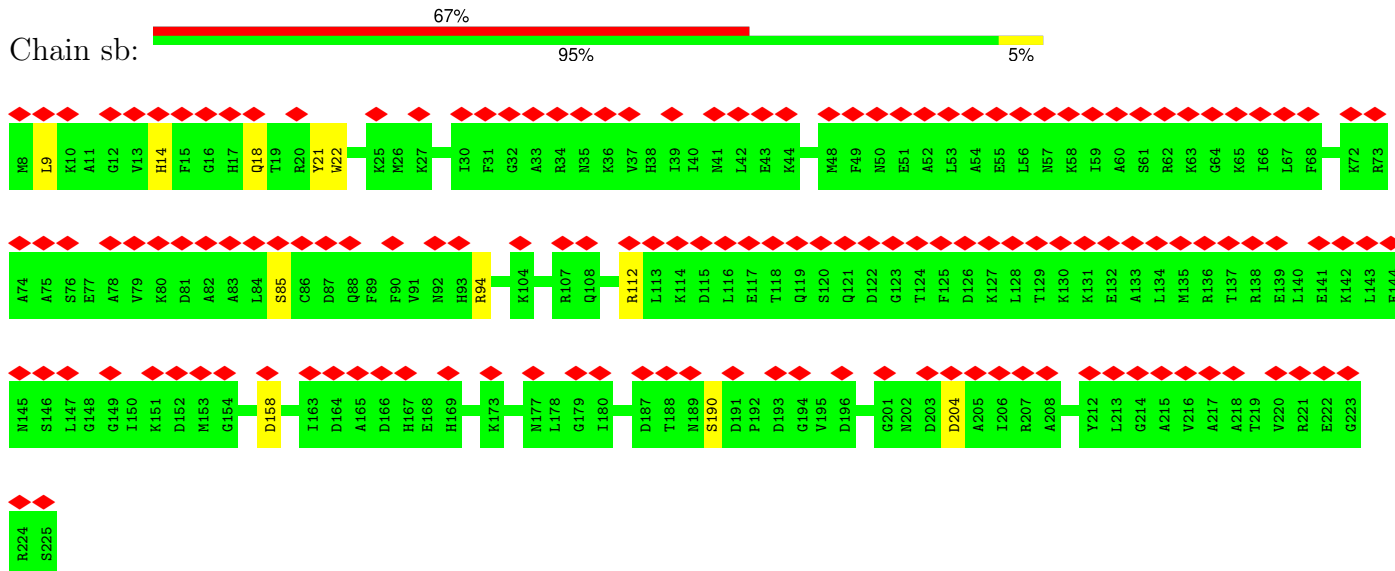 67%
Chain sb:
95% 5%
M8 L9 K10 A11 G12 V13 H14 F15 G16 H17 Q18 T19 R20 Y21 W22 K25 M26 K27 I30 F31 G32 A33 R34 N35 K36 V37 H38 I39 I40 N41 L42 E43 K44 M48 F49 N50 E51 A52 L53 A54 E55 L56 N57 K58 I59 A60 S61 R62 K63 G64 K65 I66 L67 F68 K72 R73
A74 A75 S76 E77 A78 V79 K80 D81 A82 A83 L84 S85 C86 D87 Q88 F89 F90 V91 N92 H93 R94 K104 R107 Q108 R112 L113 K114 D115 L116 E117 T118 Q119 S120 Q121 D122 G123 T124 F125 D126 K127 L128 T129 K130 K131 E132 A133 L134 M135 R136 T137 R138 E139 L140 E141 K142 L143 E144
N145 S146 L147 G148 G149 I150 K151 D152 M153 G154 D158 I163 D164 A165 D166 H167 E168 H169 K173 N177 L178 G179 I180 D187 T188 N189 S190 D191 P192 D193 G194 V195 D196 G201 N202 D203 D204 A205 I206 R207 A208 Y212 L213 G214 A215 V216 A217 A218 T219 V220 R221 E222 G223
R224 S225